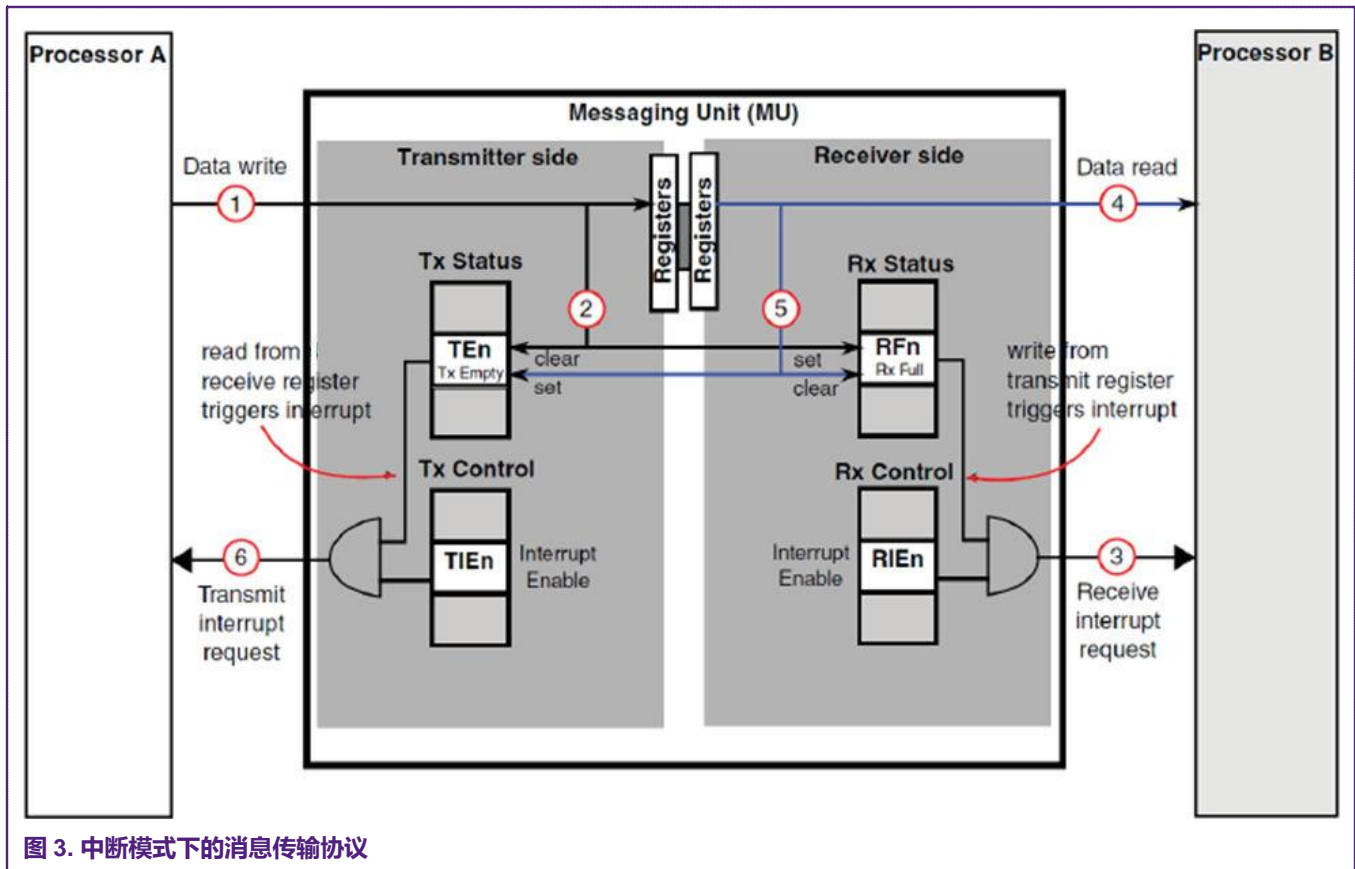 Processor A
Processor B
Messaging Unit (MU)
Transmitter side
Receiver side
Data write
Data read
1
4
Registers
Registers
Tx Status
Rx Status
2
5
TEn
Tx Empty
clear
set
set
clear
RFn
Rx Full
read from
receive register
triggers interrupt
write from
transmit register
triggers interrupt
Tx Control
Rx Control
TIEn
Interrupt
Enable
Interrupt
Enable
RIEn
6
Transmit
interrupt
request
3
Receive
interrupt
request
图 3. 中断模式下的消息传输协议